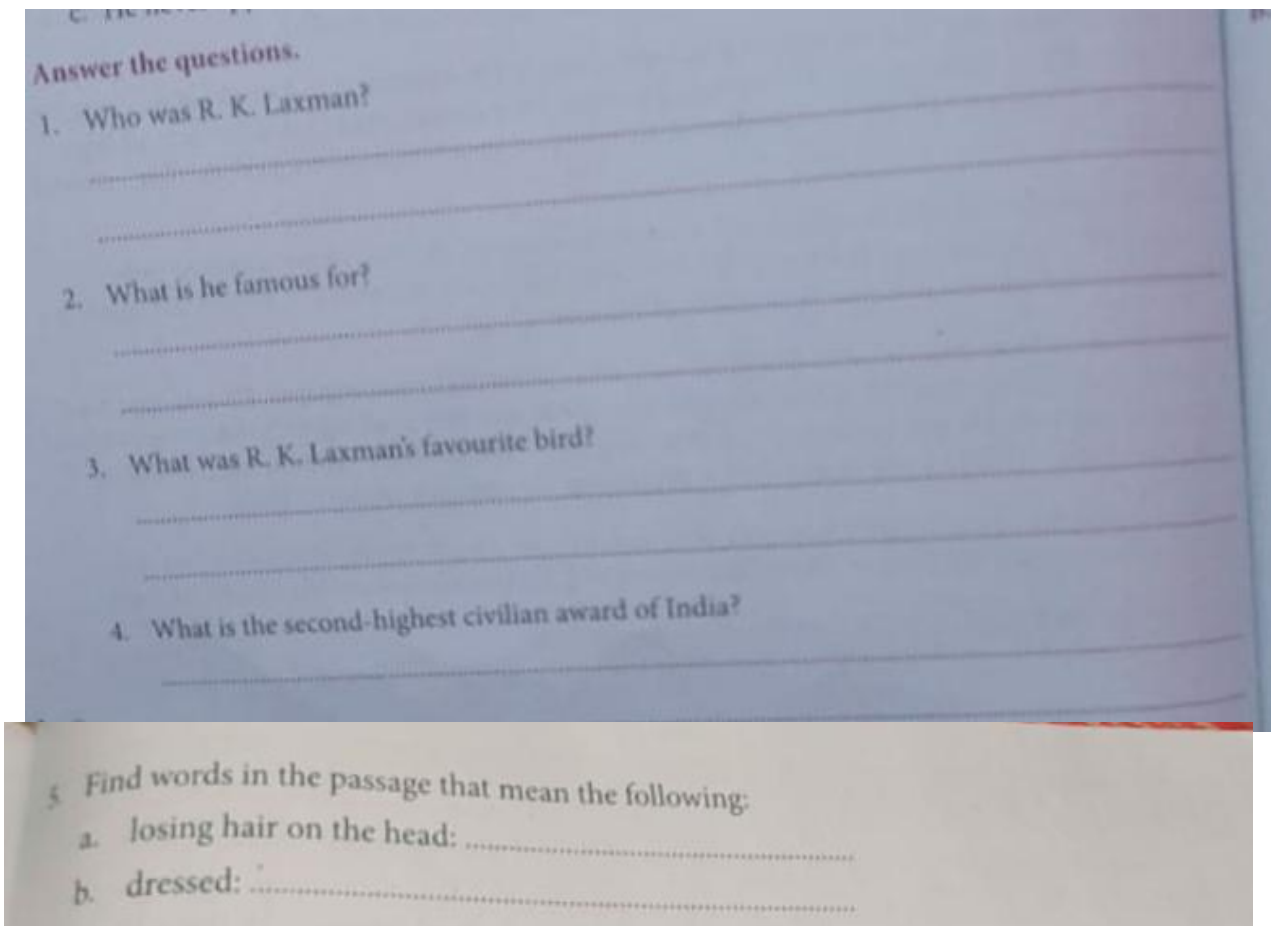 Answer the questions.
1. Who was R. K. Laxman?
2. What is he famous for?
3. What was R. K. Laxman's favourite bird?
4. What is the second-highest civilian award of India?
5. Find words in the passage that mean the following:
a. losing hair on the head:
b. dressed: